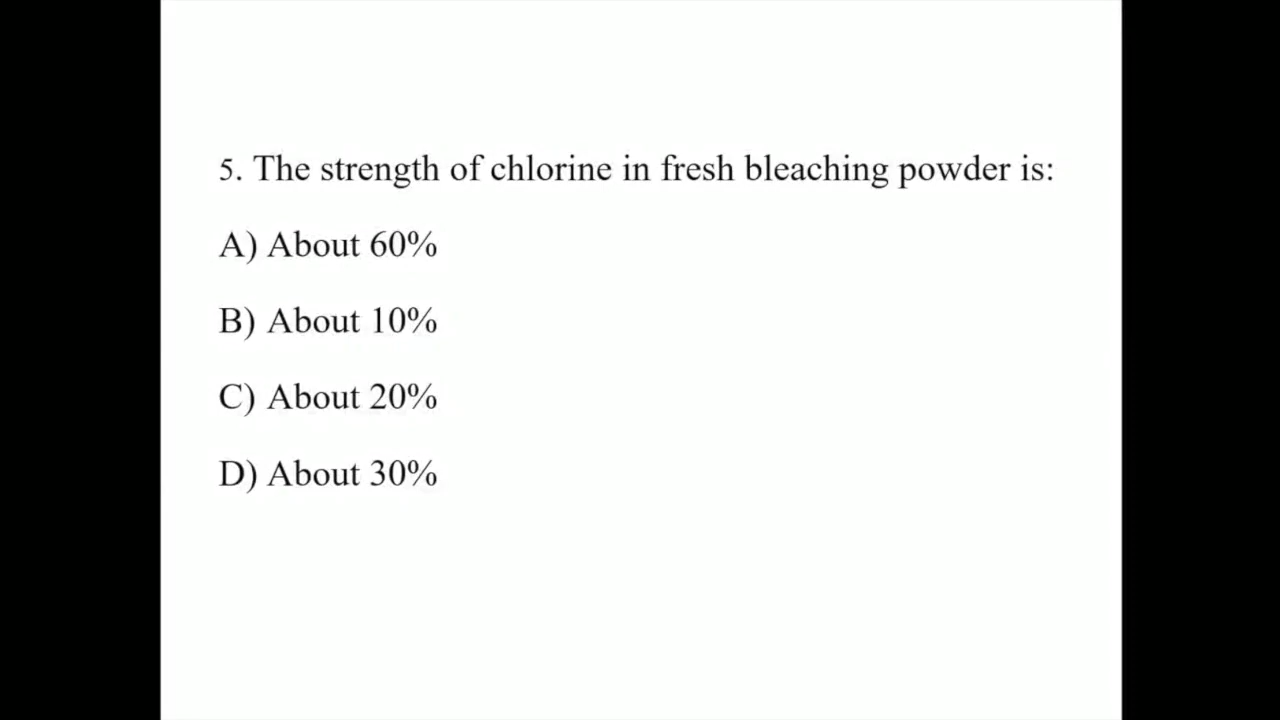 5. The strength of chlorine in fresh bleaching powder is:
A) About 60%
B) About 10%
C) About 20%
D) About 30%